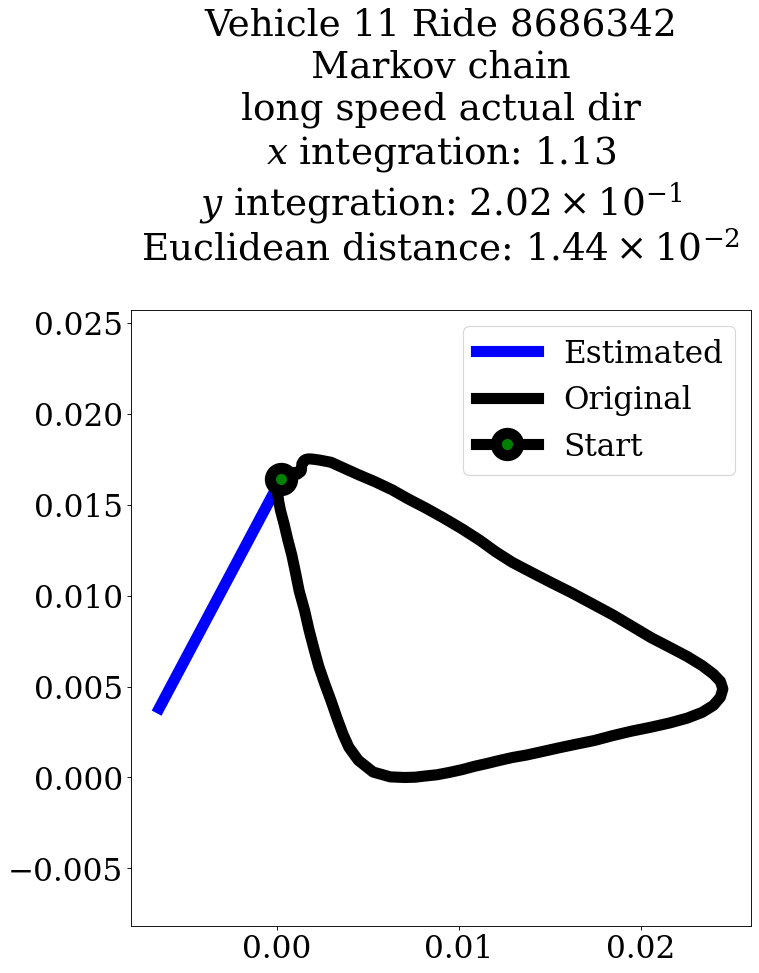 Vehicle 11 Ride 8686342
Markov chain
long speed actual dir
x integration: 1.13
y integration: 2.02 × 10⁻¹
Euclidean distance: 1.44 × 10⁻²
0.025
0.020
0.015
0.010
0.005
0.000
−0.005
Estimated
Original
Start
0.00 0.01 0.02